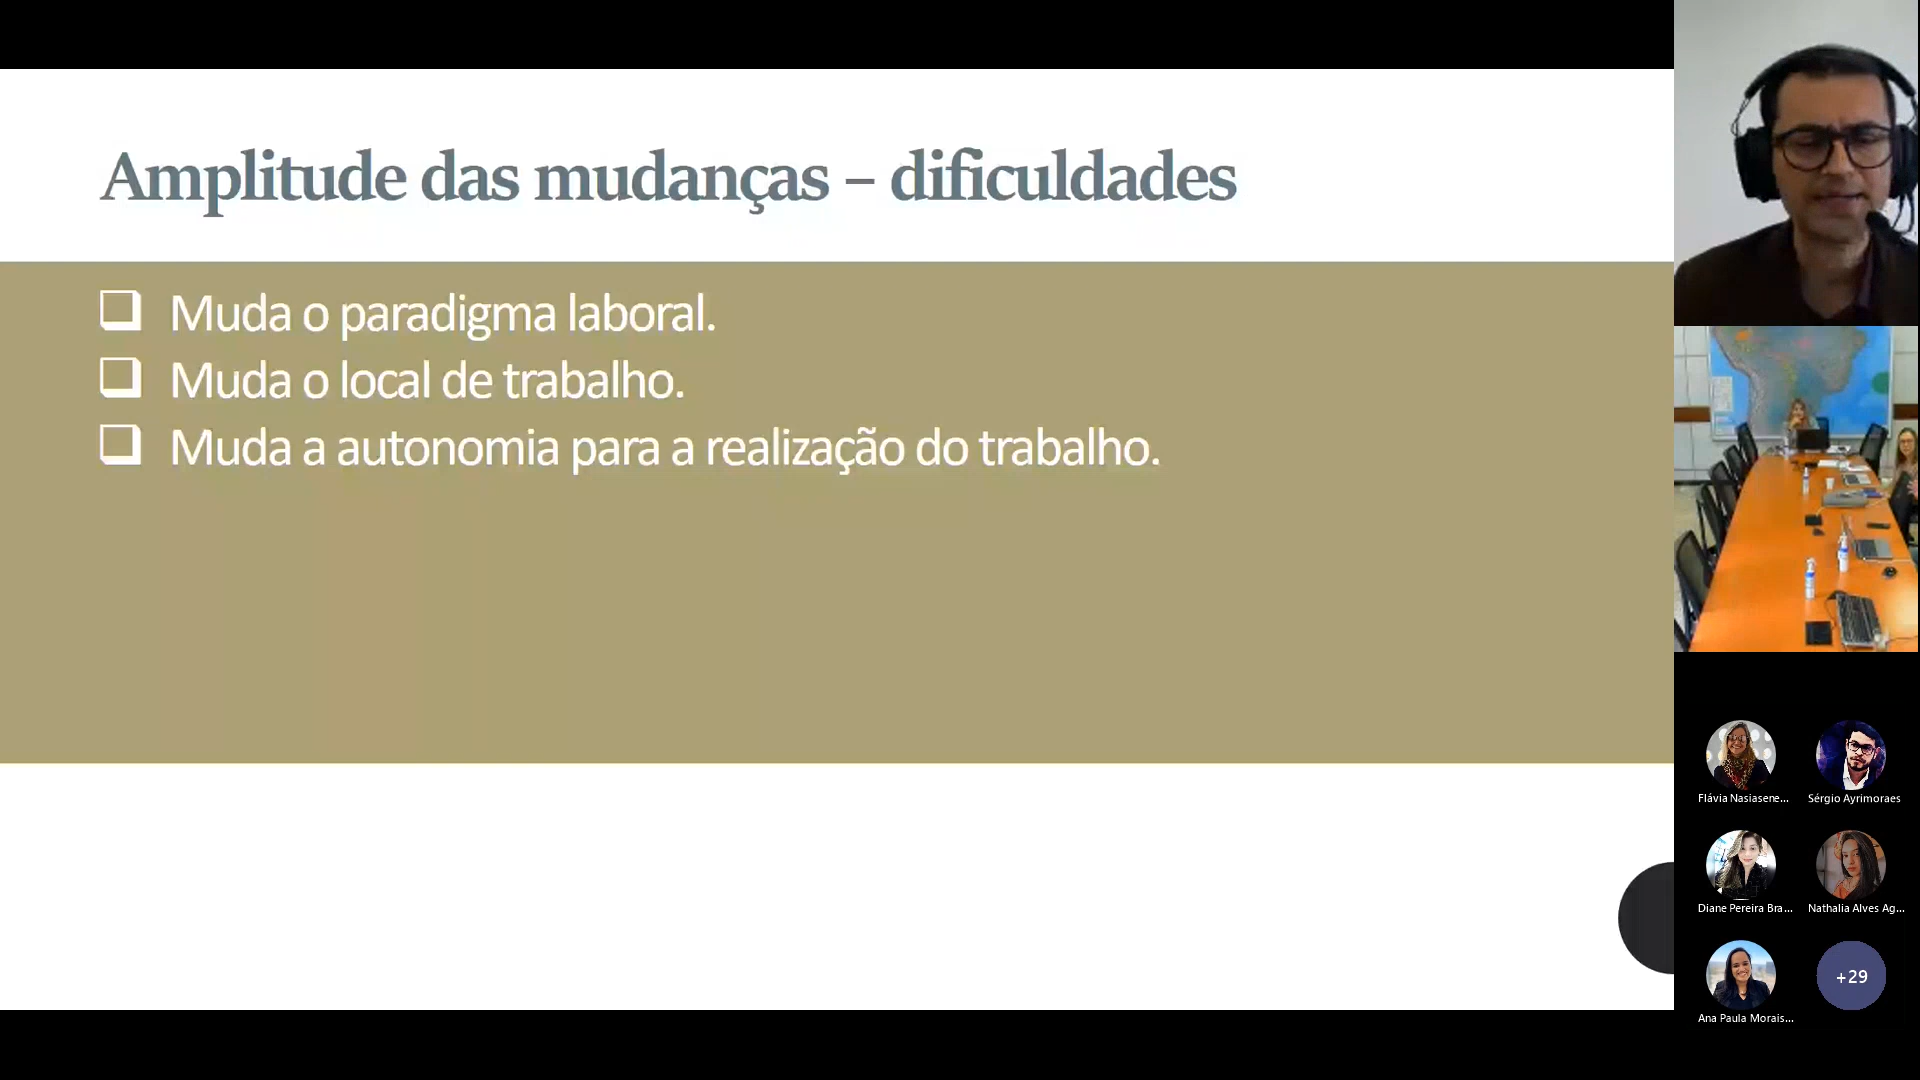 Amplitude das mudanças – dificuldades
Muda o paradigma laboral.
Muda o local de trabalho.
Muda a autonomia para a realização do trabalho.
Flávia Nasiasene...
Sérgio Ayrimoraes
Diane Pereira Bra...
Nathalia Alves Ag...
Ana Paula Morais...
+29